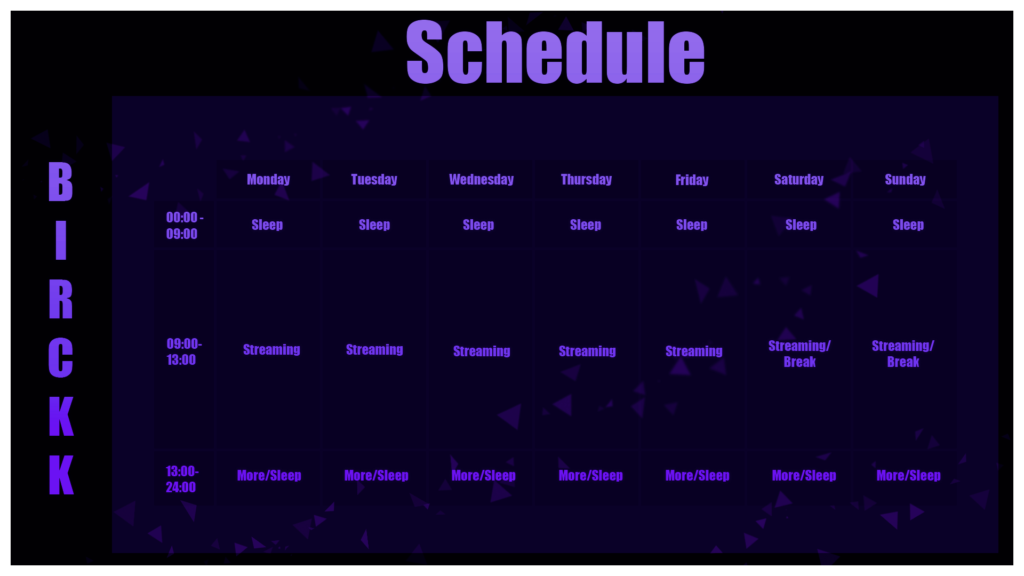 Schedule
BIRCKK
Monday Tuesday Wednesday Thursday Friday Saturday Sunday
00:00 - 09:00 Sleep Sleep Sleep Sleep Sleep Sleep Sleep
09:00- 13:00 Streaming Streaming Streaming Streaming Streaming Streaming/ Break Streaming/ Break
13:00- 24:00 More/Sleep More/Sleep More/Sleep More/Sleep More/Sleep More/Sleep More/Sleep